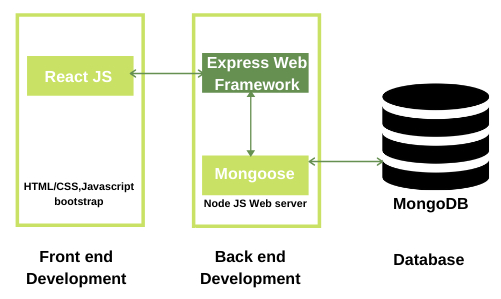 React JS
HTML/CSS,Javascript
bootstrap
Front end
Development
Express Web
Framework
Mongoose
Node JS Web server
Back end
Development
MongoDB
Database